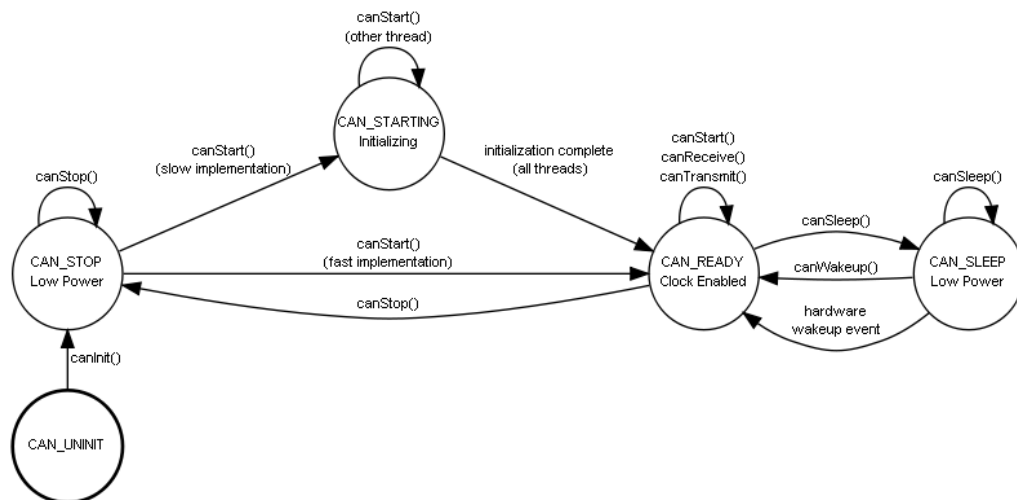 canStart()
(other thread)
CAN_STARTING
Initializing
canStart()
(slow implementation)
initialization complete
(all threads)
canStart()
canReceive()
canTransmit()
canStop()
canSleep()
canSleep()
CAN_STOP
Low Power
canStart()
(fast implementation)
CAN_READY
Clock Enabled
canWakeup()
CAN_SLEEP
Low Power
canStop()
hardware
wakeup event
canInit()
CAN_UNINIT